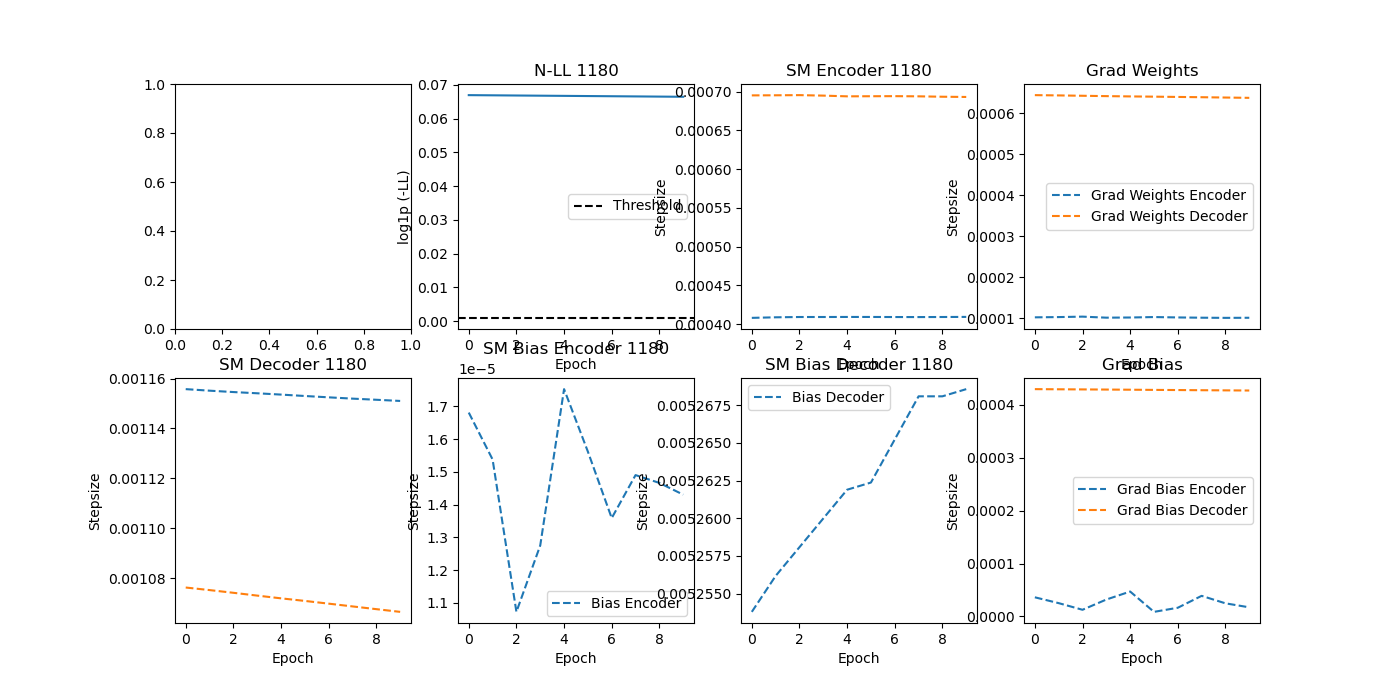 N-LL 1180
SM Encoder 1180
Grad Weights
1.0
0.8
0.6
0.4
0.2
0.0
0.0 0.2 0.4 0.6 0.8 1.0
log1p (-LL)
0.07
0.06
0.05
0.04
0.03
0.02
0.01
0.00
Threshold
0 2 4 6 8
Epoch
Stepsize
0.00070
0.00065
0.00060
0.00055
0.00050
0.00045
0.00040
0 2 4 6 8
Epoch
Stepsize
0.0006
0.0005
0.0004
0.0003
0.0002
0.0001
Grad Weights Encoder
Grad Weights Decoder
0 2 4 6 8
Epoch
SM Decoder 1180
SM Bias Encoder 1180
SM Bias Decoder 1180
Grad Bias
Stepsize
0.00116
0.00114
0.00112
0.00110
0.00108
0 2 4 6 8
Epoch
1e−5
Stepsize
1.7
1.6
1.5
1.4
1.3
1.2
1.1
Bias Encoder
0 2 4 6 8
Epoch
Stepsize
0.0052675
0.0052650
0.0052625
0.0052600
0.0052575
0.0052550
Bias Decoder
0 2 4 6 8
Epoch
Stepsize
0.0004
0.0003
0.0002
0.0001
0.0000
Grad Bias Encoder
Grad Bias Decoder
0 2 4 6 8
Epoch